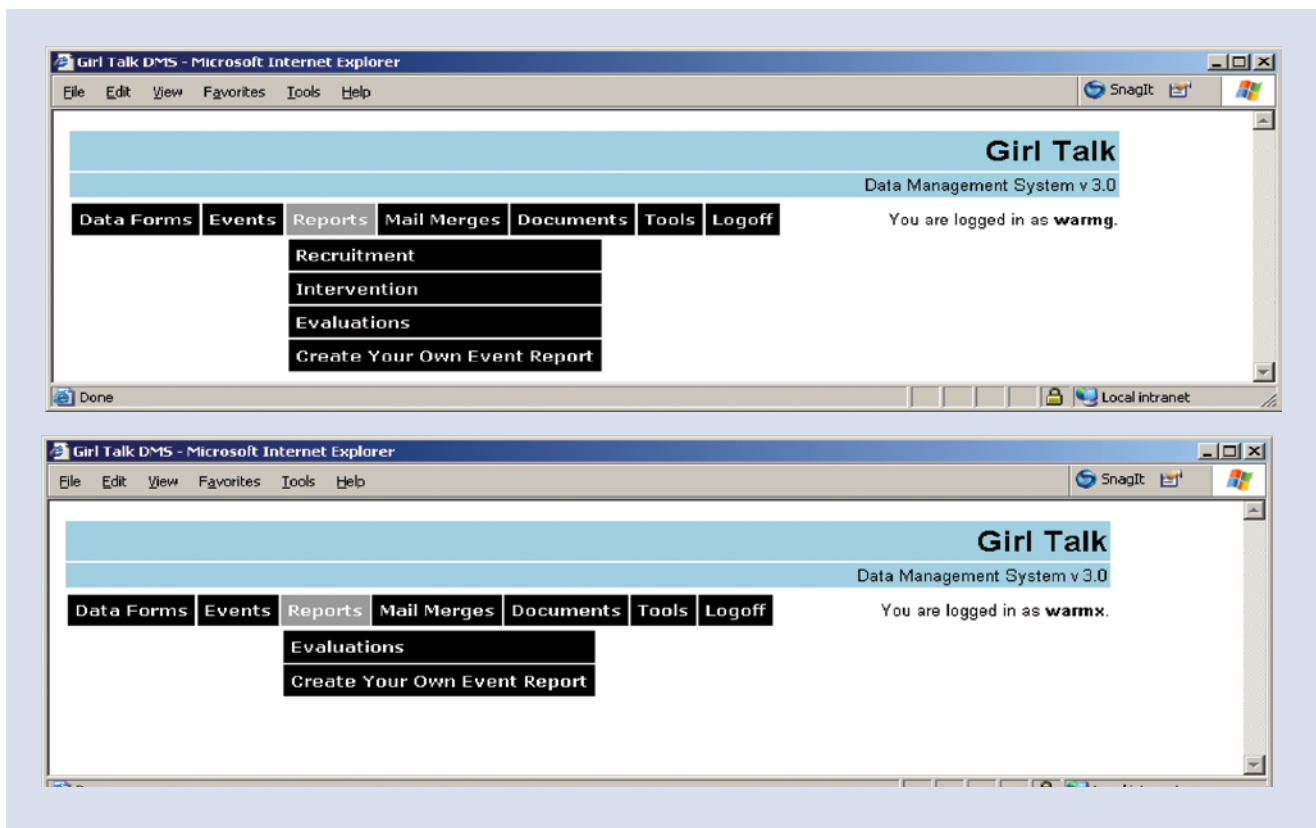 Girl Talk DMS - Microsoft Internet Explorer
File Edit View Favorites Tools Help SnagIt
Girl Talk
Data Management System v 3.0
Data Forms Events Reports Mail Merges Documents Tools Logoff You are logged in as warmg.
Recruitment
Intervention
Evaluations
Create Your Own Event Report
Done Local intranet
Girl Talk DMS - Microsoft Internet Explorer
File Edit View Favorites Tools Help SnagIt
Girl Talk
Data Management System v 3.0
Data Forms Events Reports Mail Merges Documents Tools Logoff You are logged in as warmx.
Evaluations
Create Your Own Event Report